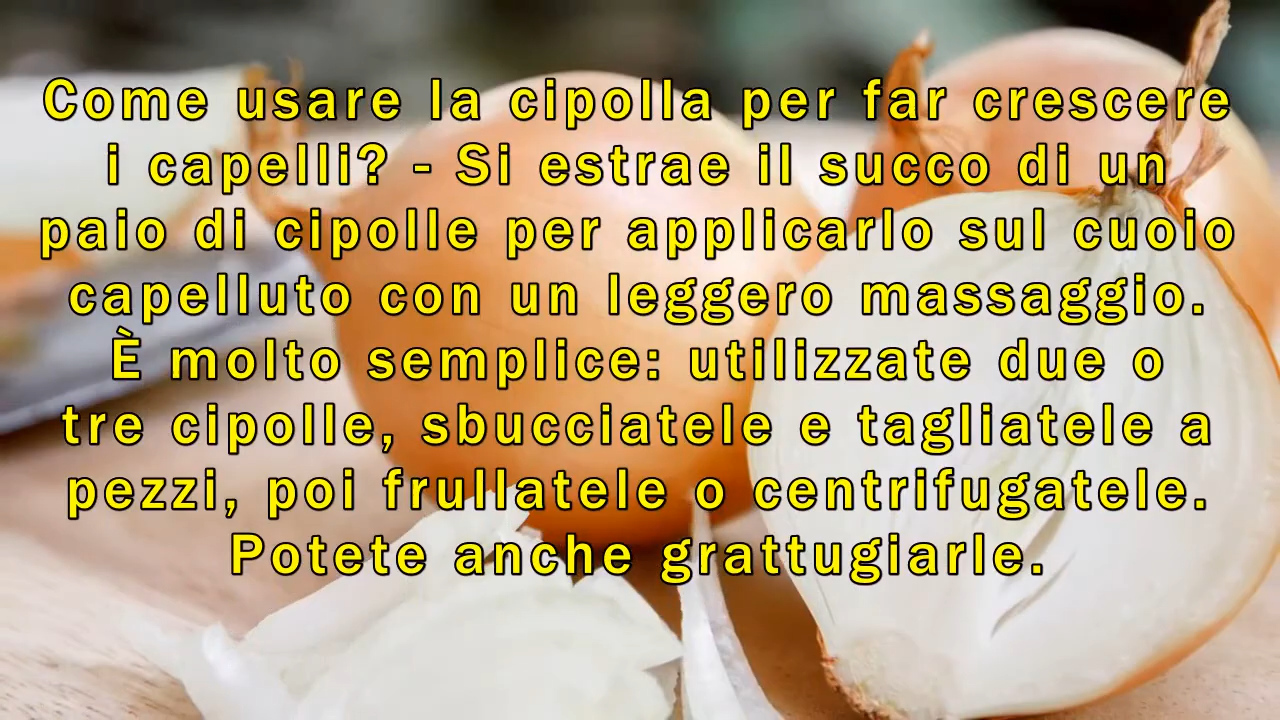 Come usare la cipolla per far crescere
i capelli? - Si estrae il succo di un
paio di cipolle per applicarlo sul cuoio
capelluto con un leggero massaggio.
È molto semplice: utilizzate due o
tre cipolle, sbucciatele e tagliatele a
pezzi, poi frullatele o centrifugatele.
Potete anche grattugiarle.